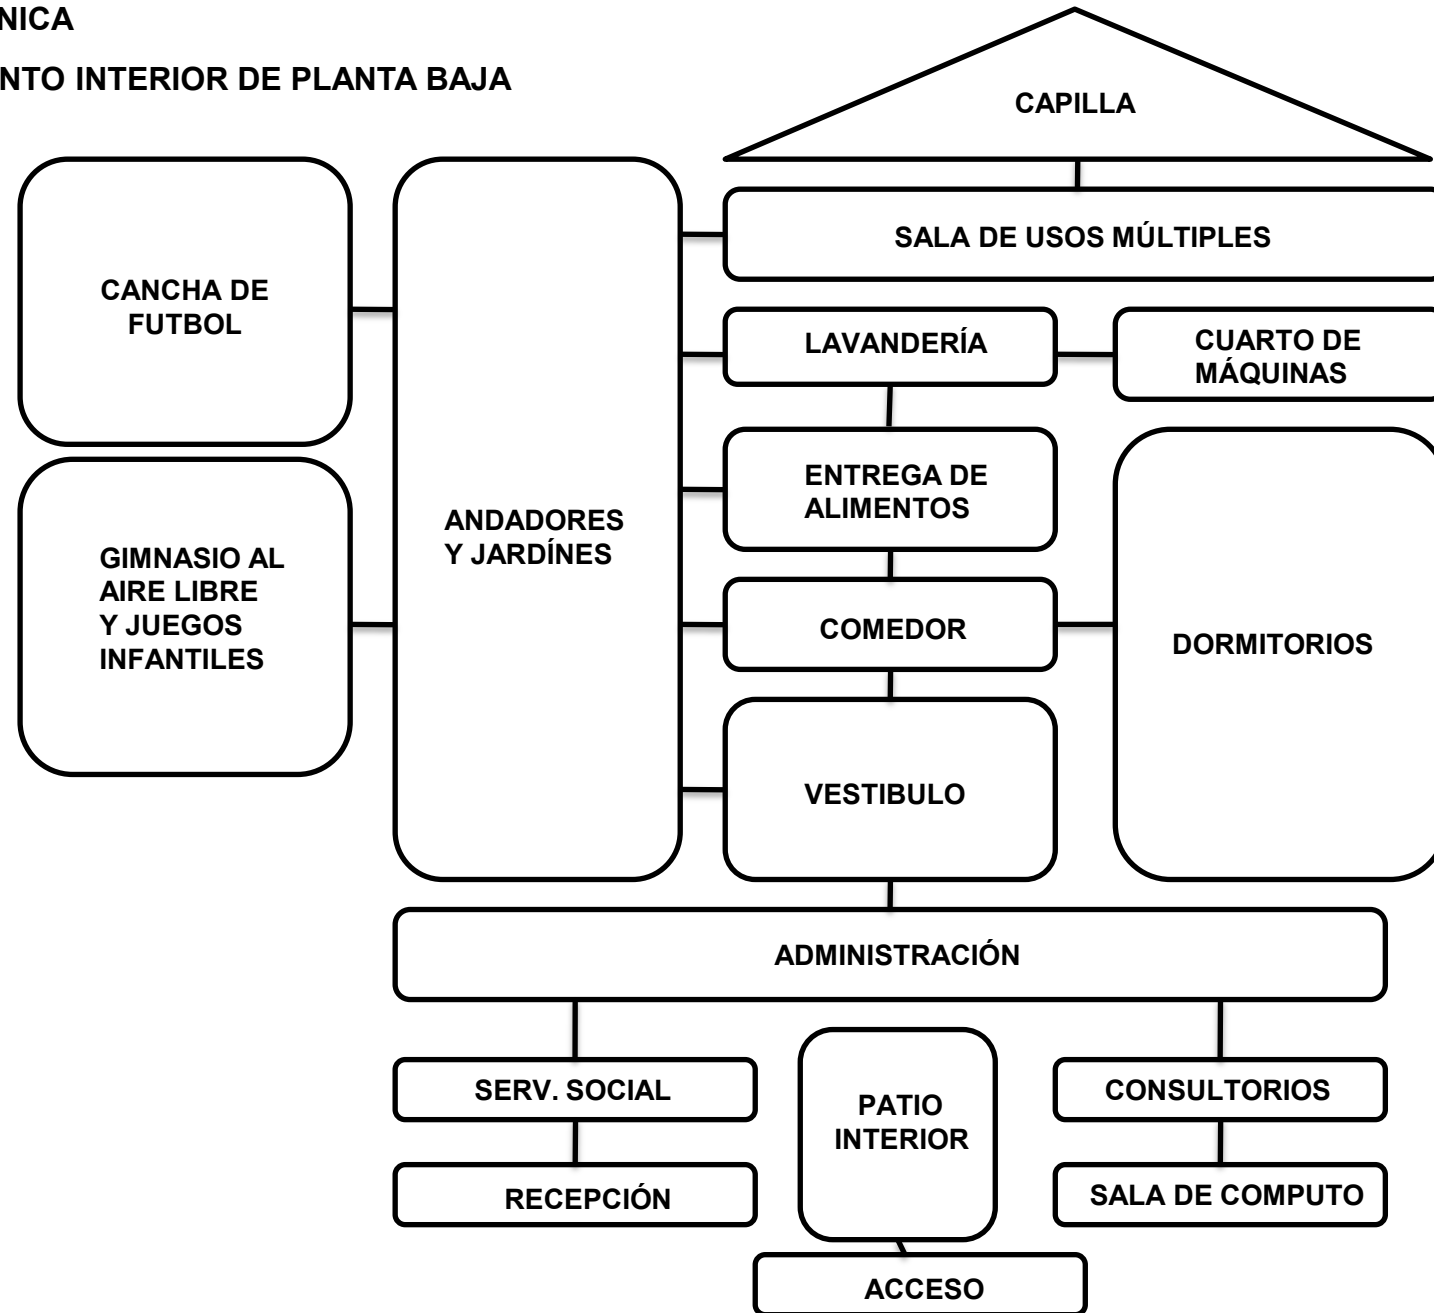 NICA
NTO INTERIOR DE PLANTA BAJA
CAPILLA
SALA DE USOS MÚLTIPLES
CANCHA DE
FUTBOL
LAVANDERÍA
CUARTO DE
MÁQUINAS
ENTREGA DE
ALIMENTOS
ANDADORES
Y JARDÍNES
GIMNASIO AL
AIRE LIBRE
Y JUEGOS
INFANTILES
COMEDOR
DORMITORIOS
VESTIBULO
ADMINISTRACIÓN
SERV. SOCIAL
PATIO
INTERIOR
CONSULTORIOS
RECEPCIÓN
SALA DE COMPUTO
ACCESO